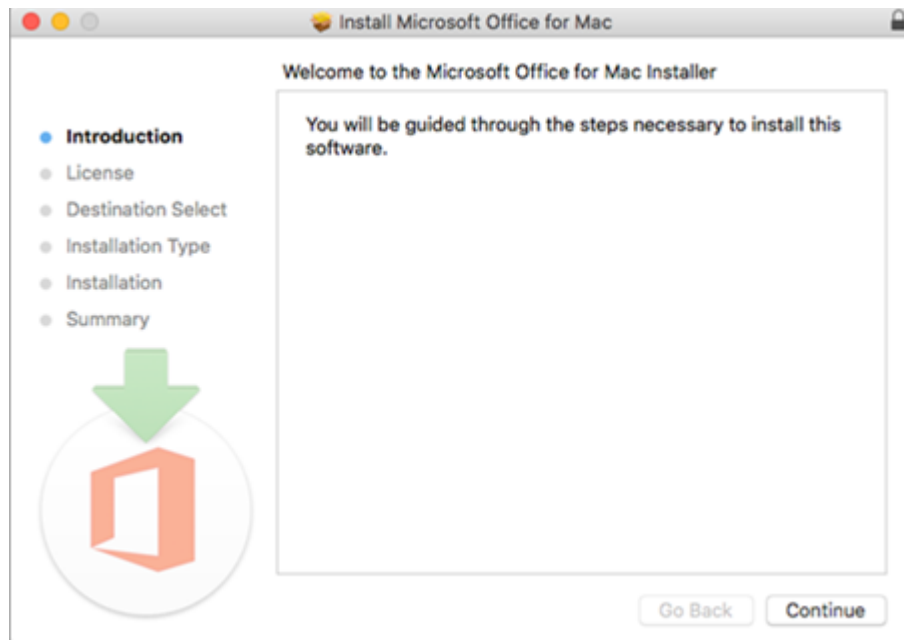 Install Microsoft Office for Mac
Welcome to the Microsoft Office for Mac Installer
Introduction
License
Destination Select
Installation Type
Installation
Summary
You will be guided through the steps necessary to install this
software.
Go Back
Continue